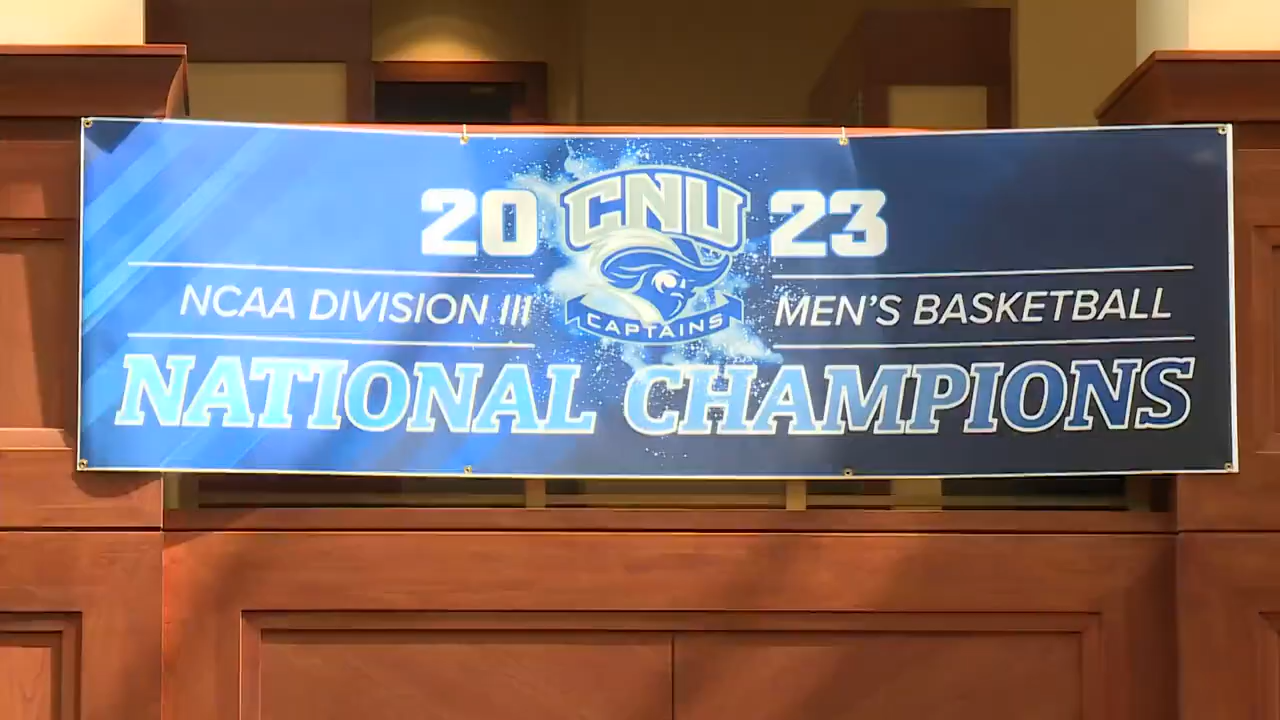 20 CNU 23
NCAA DIVISION III CAPTAINS MEN'S BASKETBALL
NATIONAL CHAMPIONS